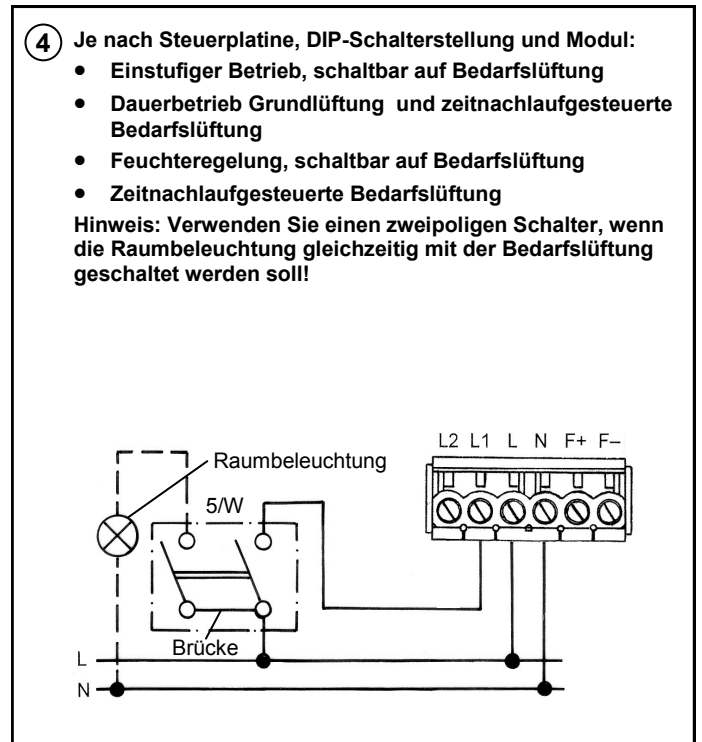 4 Je nach Steuerplatine, DIP-Schalterstellung und Modul:
• Einstufiger Betrieb, schaltbar auf Bedarfslüftung
• Dauerbetrieb Grundlüftung und zeitnachlaufgesteuerte
Bedarfslüftung
• Feuchteregelung, schaltbar auf Bedarfslüftung
• Zeitnachlaufgesteuerte Bedarfslüftung
Hinweis: Verwenden Sie einen zweipoligen Schalter, wenn
die Raumbeleuchtung gleichzeitig mit der Bedarfslüftung
geschaltet werden soll!
L2 L1 L N F+ F–
Raumbeleuchtung
5/W
Brücke
L
N